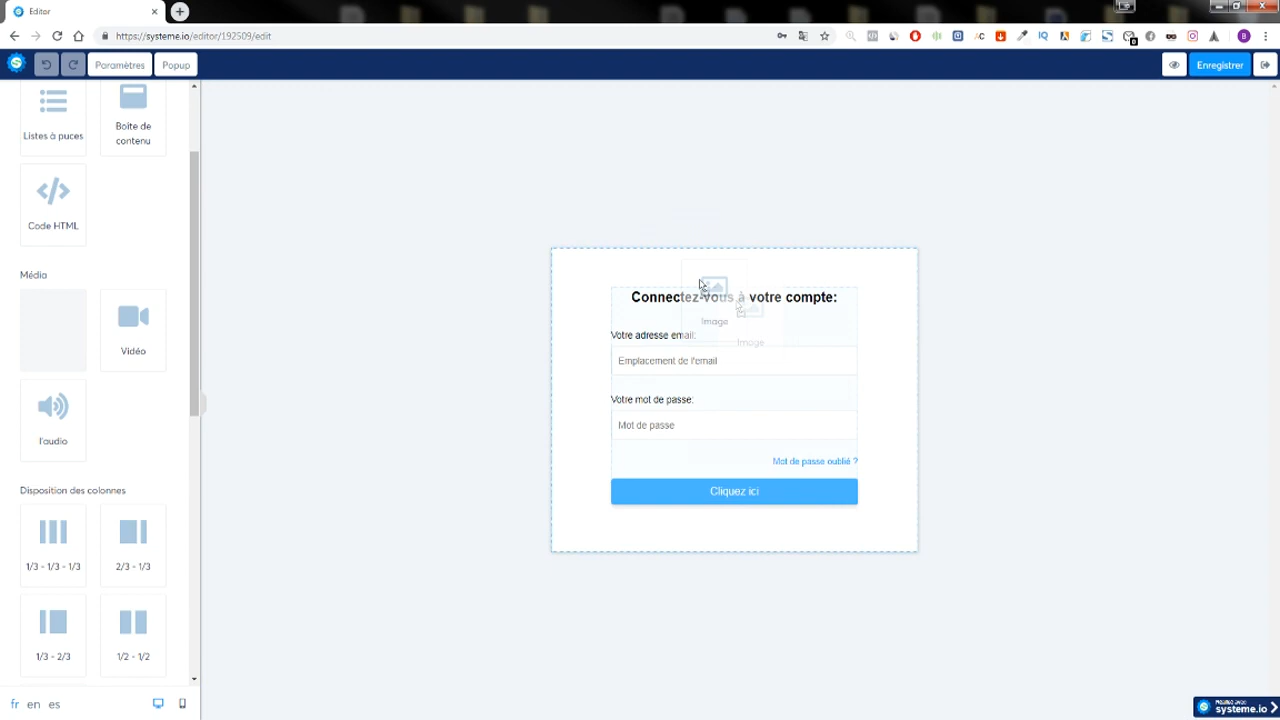 Editor
https://systeme.io/editor/192509/edit
Paramètres
Popup
Enregistrer
Listes à puces
Boite de
contenu
Code HTML
Média
Vidéo
l'audio
Disposition des colonnes
1/3 - 1/3 - 1/3
2/3 - 1/3
1/3 - 2/3
1/2 - 1/2
fr en es
Connectez-vous à votre compte:
Image
Image
Votre adresse email:
Emplacement de l'email
Votre mot de passe:
Mot de passe
Mot de passe oublié ?
Cliquez ici
systeme.io